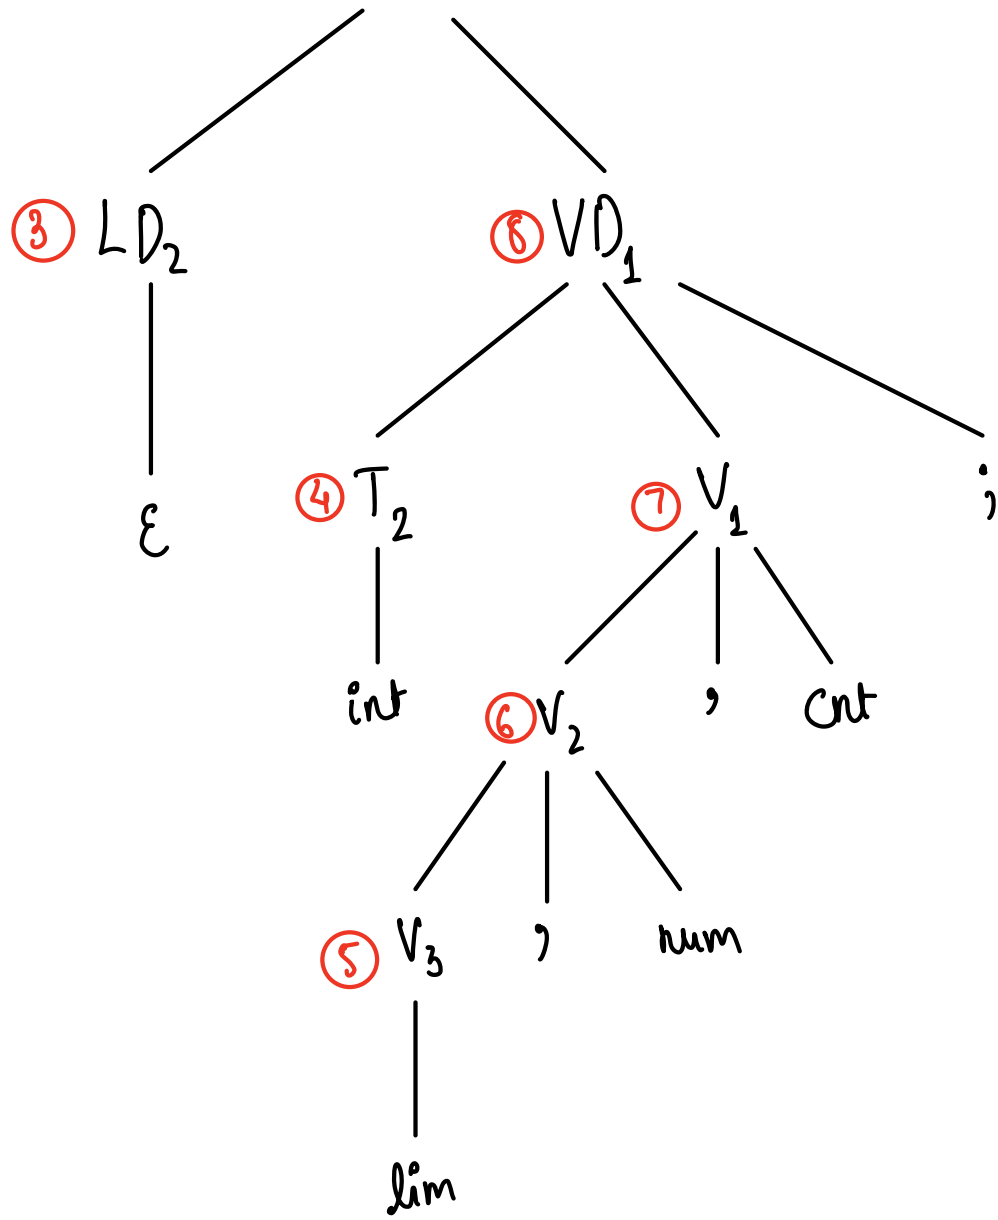 ③ LD₂ ⑧ VD₁
ε ④ T₂ ⑦ V₁ ;
int ⑥ V₂ , cnt
⑤ V₃ , num
lim